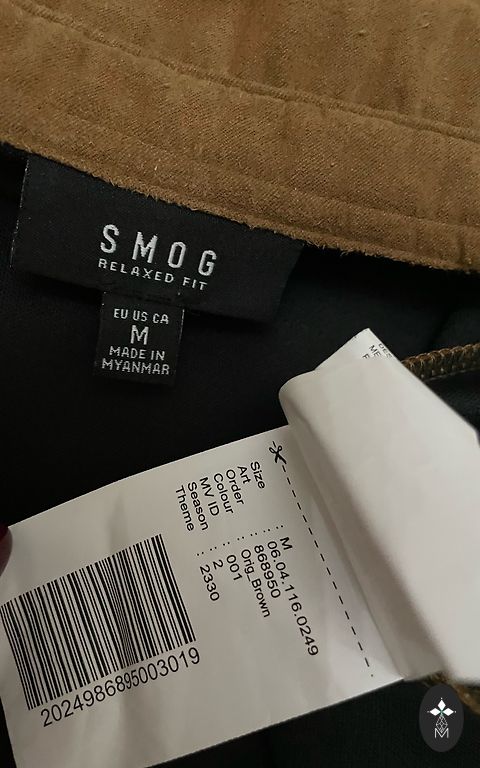 SMOG
RELAXED FIT
EU US CA
M
MADE IN
MYANMAR
Size : M
Art : 06.04.116.0249
Order : 868950
Colour : Orig_Brown
MV ID : 001
Season : 2
Theme : 2330
2024986895003019
M